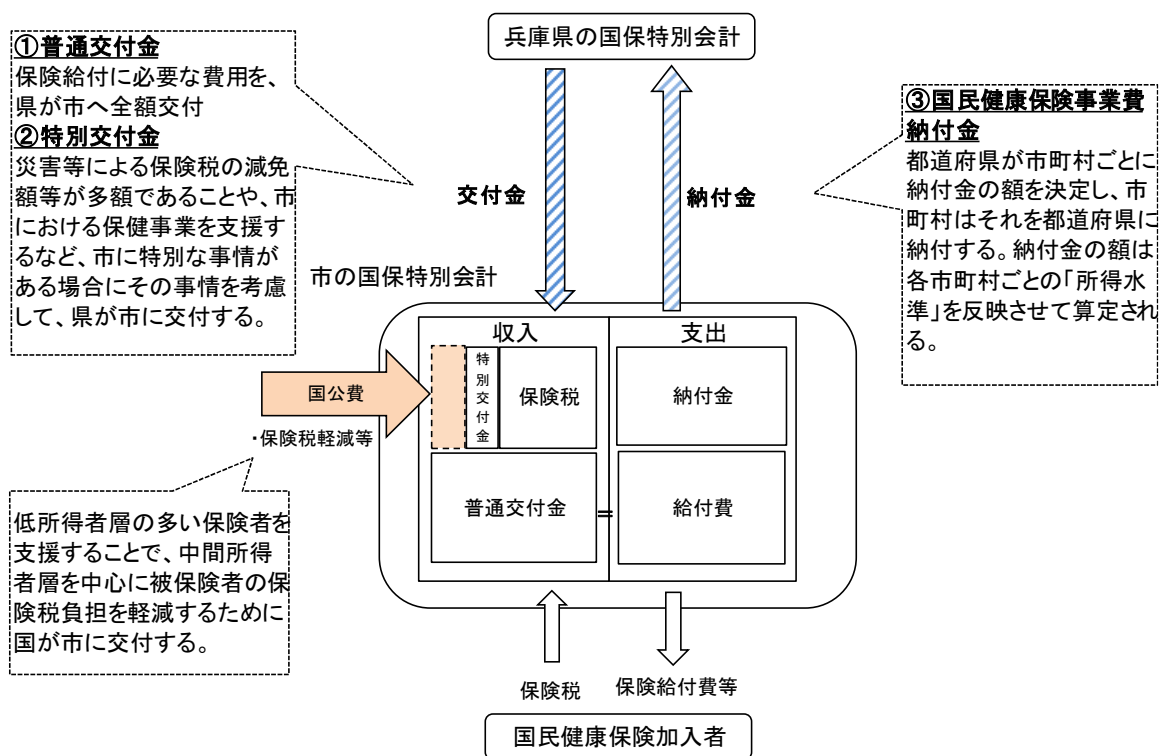 兵庫県の国保特別会計
①普通交付金
保険給付に必要な費用を、
県が市へ全額交付
②特別交付金
災害等による保険税の減免
額等が多額であることや、市
における保健事業を支援す
るなど、市に特別な事情が
ある場合にその事情を考慮
して、県が市に交付する。
交付金
納付金
③国民健康保険事業費
納付金
都道府県が市町村ごとに
納付金の額を決定し、市
町村はそれを都道府県に
納付する。納付金の額は
各市町村ごとの「所得水
準」を反映させて算定され
る。
市の国保特別会計
収入
支出
国公費
・保険税軽減等
特別交付金
保険税
納付金
普通交付金
=
給付費
低所得者層の多い保険者を
支援することで、中間所得
者層を中心に被保険者の保
険税負担を軽減するために
国が市に交付する。
保険税
保険給付費等
国民健康保険加入者